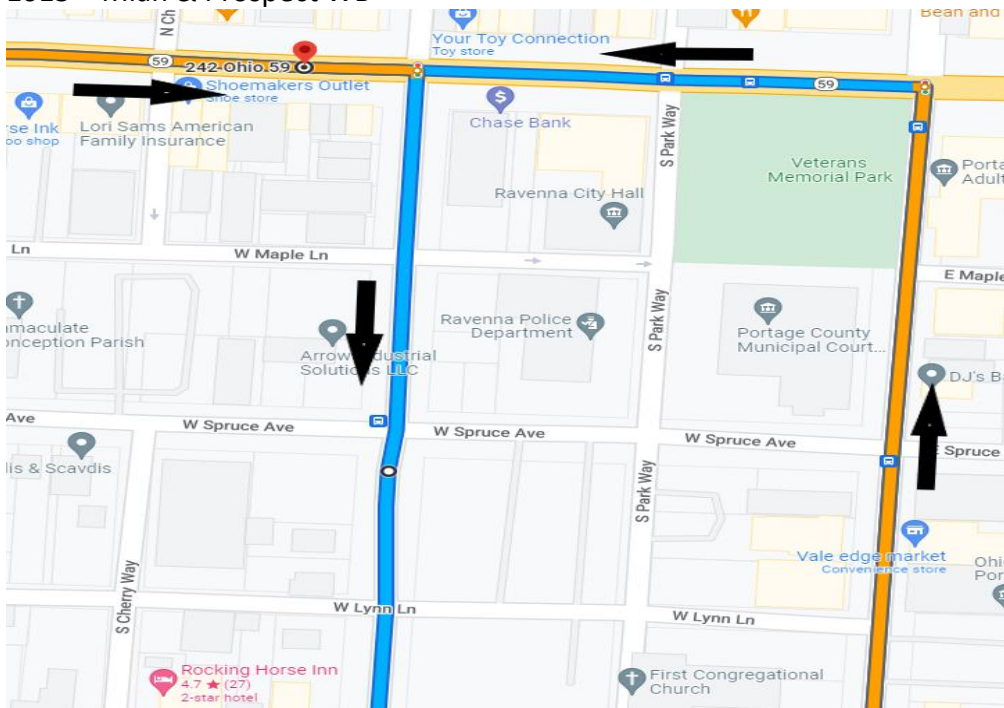 N Ch
Your Toy Connection
Toy store
Bean and
59
242 Ohio 59
59
Shoemakers Outlet
Shoe store
rse Ink
oo shop
Lori Sams American
Family Insurance
Chase Bank
S Park Way
Veterans
Memorial Park
Porta
Adult
Ravenna City Hall
Ln
W Maple Ln
E Maple
mmaculate
onception Parish
Ravenna Police
Department
S Park Way
Portage County
Municipal Court...
Arrow Industrial
Solutions LLC
DJ's Ba
Ave
W Spruce Ave
W Spruce Ave
W Spruce Ave
E Spruce
dis & Scavdis
S Park Way
Vale edge market
Convenience store
Ohi
Por
S Cherry Way
W Lynn Ln
W Lynn Ln
Rocking Horse Inn
4.7 ★ (27)
2-star hotel
First Congregational
Church